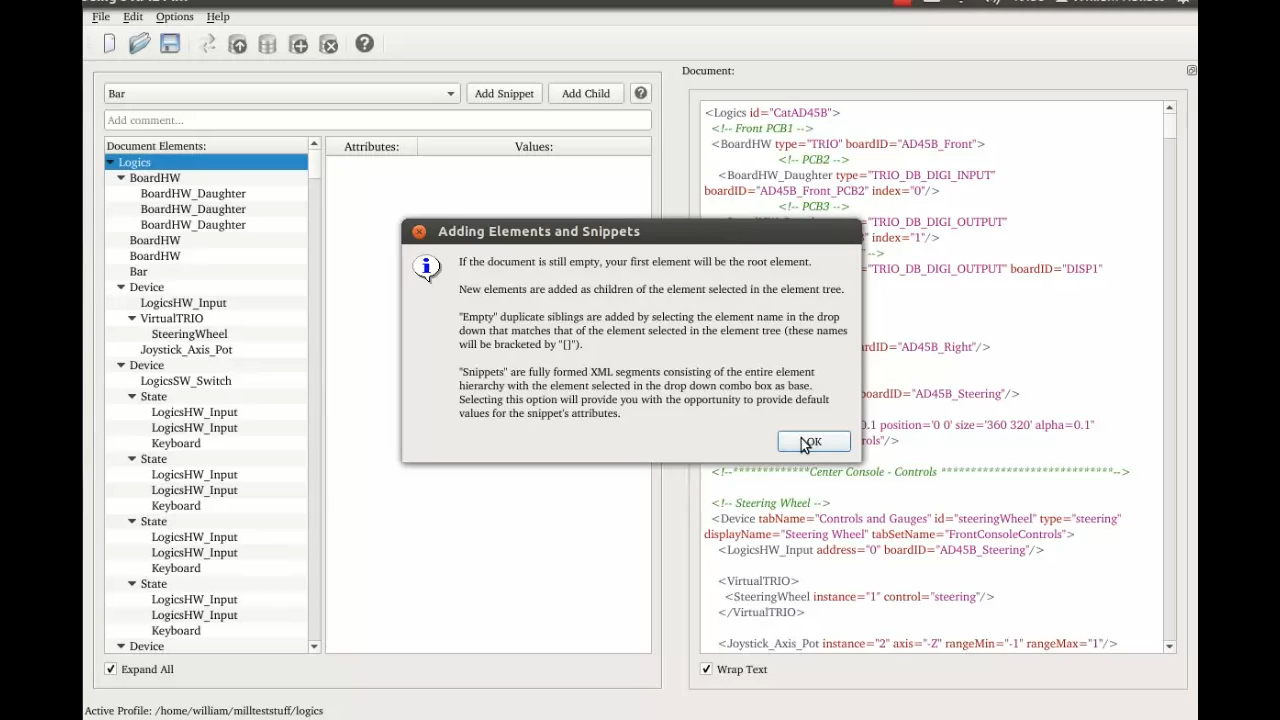 File Edit Options Help
Document:
Bar
Add Snippet
Add Child
Add comment...
Document Elements:
Attributes:
Values:
Logics
BoardHW
BoardHW_Daughter
BoardHW_Daughter
BoardHW_Daughter
BoardHW
BoardHW
Bar
Device
LogicsHW_Input
VirtualTRIO
SteeringWheel
Joystick_Axis_Pot
Device
LogicsSW_Switch
State
LogicsHW_Input
LogicsHW_Input
Keyboard
State
LogicsHW_Input
LogicsHW_Input
Keyboard
State
LogicsHW_Input
LogicsHW_Input
Keyboard
State
LogicsHW_Input
LogicsHW_Input
Keyboard
Device
Expand All
Adding Elements and Snippets
If the document is still empty, your first element will be the root element.
New elements are added as children of the element selected in the element tree.
"Empty" duplicate siblings are added by selecting the element name in the drop
down that matches that of the element selected in the element tree (these names
will be bracketed by "[]").
"Snippets" are fully formed XML segments consisting of the entire element
hierarchy with the element selected in the drop down combo box as base.
Selecting this option will provide you with the opportunity to provide default
values for the snippet's attributes.
OK
<Logics id="CatAD45B">
<!-- Front PCB1 -->
<BoardHW type="TRIO" boardID="AD45B_Front">
<!-- PCB2 -->
<BoardHW_Daughter type="TRIO_DB_DIGI_INPUT"
boardID="AD45B_Front_PCB2" index="0"/>
<!-- PCB3 -->
="TRIO_DB_DIGI_OUTPUT"
index="1"/>
-->
="TRIO_DB_DIGI_OUTPUT" boardID="DISP1"
ardID="AD45B_Right"/>
boardID="AD45B_Steering"/>
0.1 position='0 0' size='360 320' alpha=0.1"
rols"/>
<!--*************Center Console - Controls ****************************-->
<!-- Steering Wheel -->
<Device tabName="Controls and Gauges" id="steeringWheel" type="steering"
displayName="Steering Wheel" tabSetName="FrontConsoleControls">
<LogicsHW_Input address="0" boardID="AD45B_Steering"/>
<VirtualTRIO>
<SteeringWheel instance="1" control="steering"/>
</VirtualTRIO>
<Joystick_Axis_Pot instance="2" axis="-Z" rangeMin="-1" rangeMax="1"/>
Wrap Text
Active Profile: /home/william/millteststuff/logics